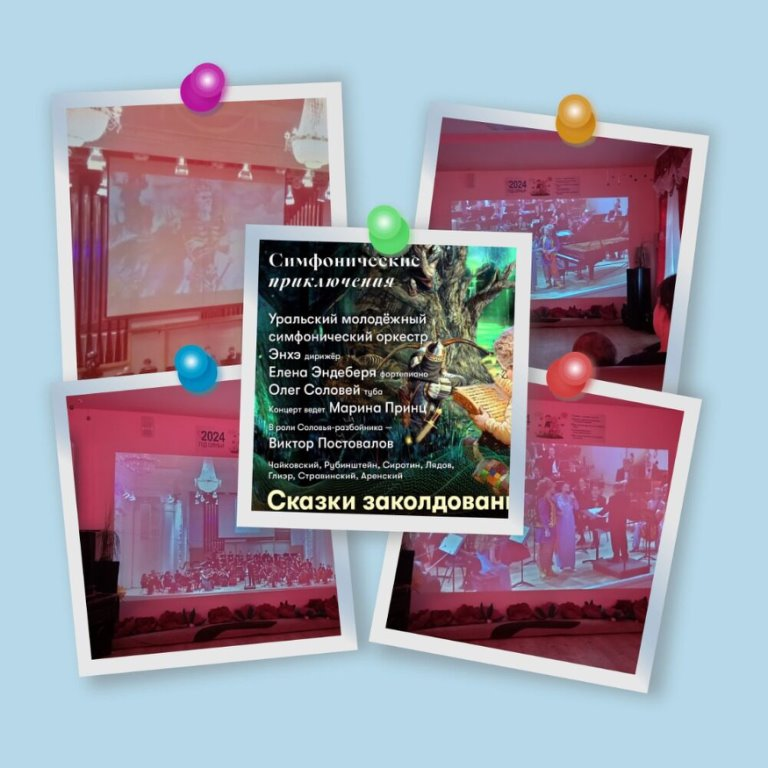 Симфонические
приключения
Уральский молодёжный
симфонический оркестр
Энхэ дирижёр
Елена Эндеберя фортепиано
Олег Соловей туба
Концерт ведет Марина Принц
В роли Соловья-разбойника —
Виктор Постовалов
Чайковский, Рубинштейн, Сиротин, Лядов,
Глиэр, Стравинский, Аренский
Сказки заколдован
2024
2024